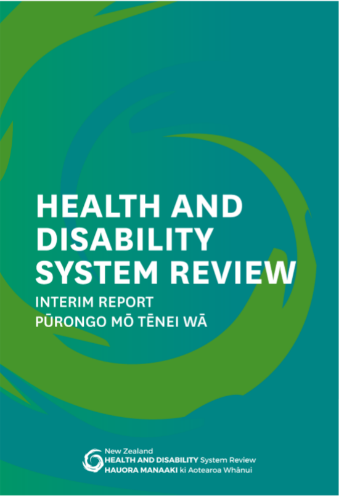 HEALTH AND
DISABILITY
SYSTEM REVIEW
INTERIM REPORT
PŪRONGO MŌ TĒNEI WĀ
New Zealand
HEALTH AND DISABILITY System Review
HAUORA MANAAKI ki Aotearoa Whānui